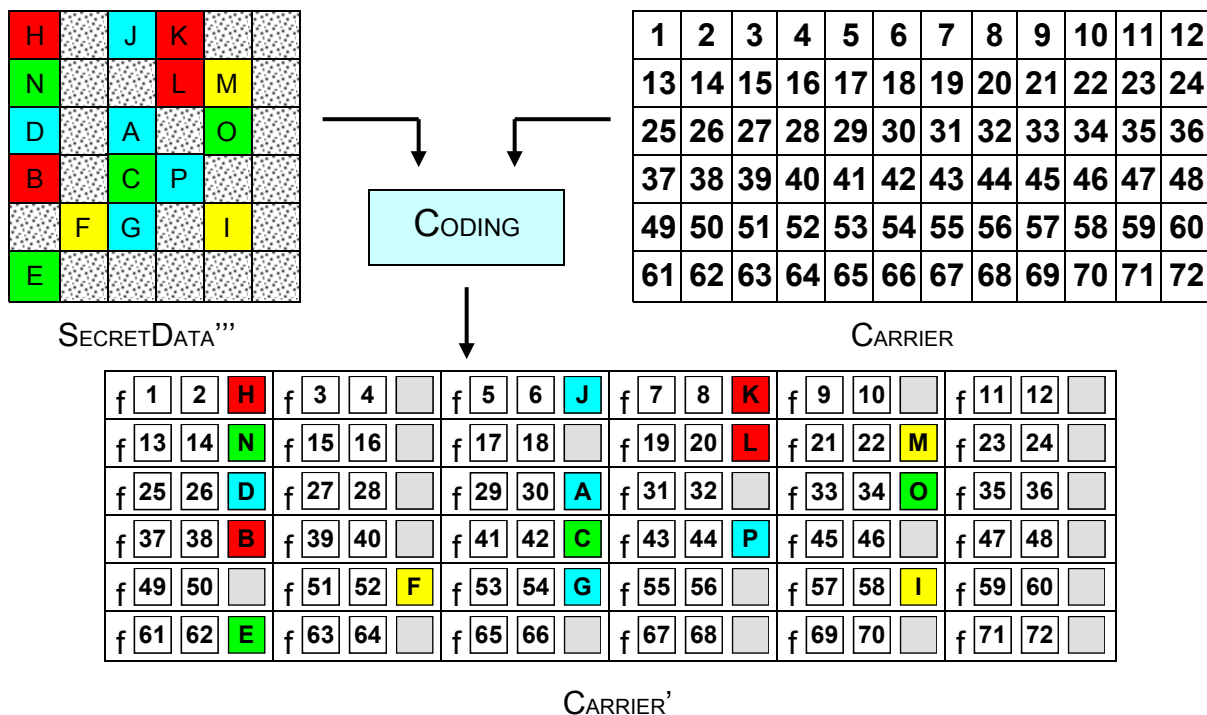 H J K
N L M
D A O
B C P
F G I
E
SECRETDATA'''
1 2 3 4 5 6 7 8 9 10 11 12
13 14 15 16 17 18 19 20 21 22 23 24
25 26 27 28 29 30 31 32 33 34 35 36
37 38 39 40 41 42 43 44 45 46 47 48
49 50 51 52 53 54 55 56 57 58 59 60
61 62 63 64 65 66 67 68 69 70 71 72
CARRIER
CODING
f 1 2 H f 3 4 f 5 6 J f 7 8 K f 9 10 f 11 12
f 13 14 N f 15 16 f 17 18 f 19 20 L f 21 22 M f 23 24
f 25 26 D f 27 28 f 29 30 A f 31 32 f 33 34 O f 35 36
f 37 38 B f 39 40 f 41 42 C f 43 44 P f 45 46 f 47 48
f 49 50 f 51 52 F f 53 54 G f 55 56 f 57 58 I f 59 60
f 61 62 E f 63 64 f 65 66 f 67 68 f 69 70 f 71 72
CARRIER'